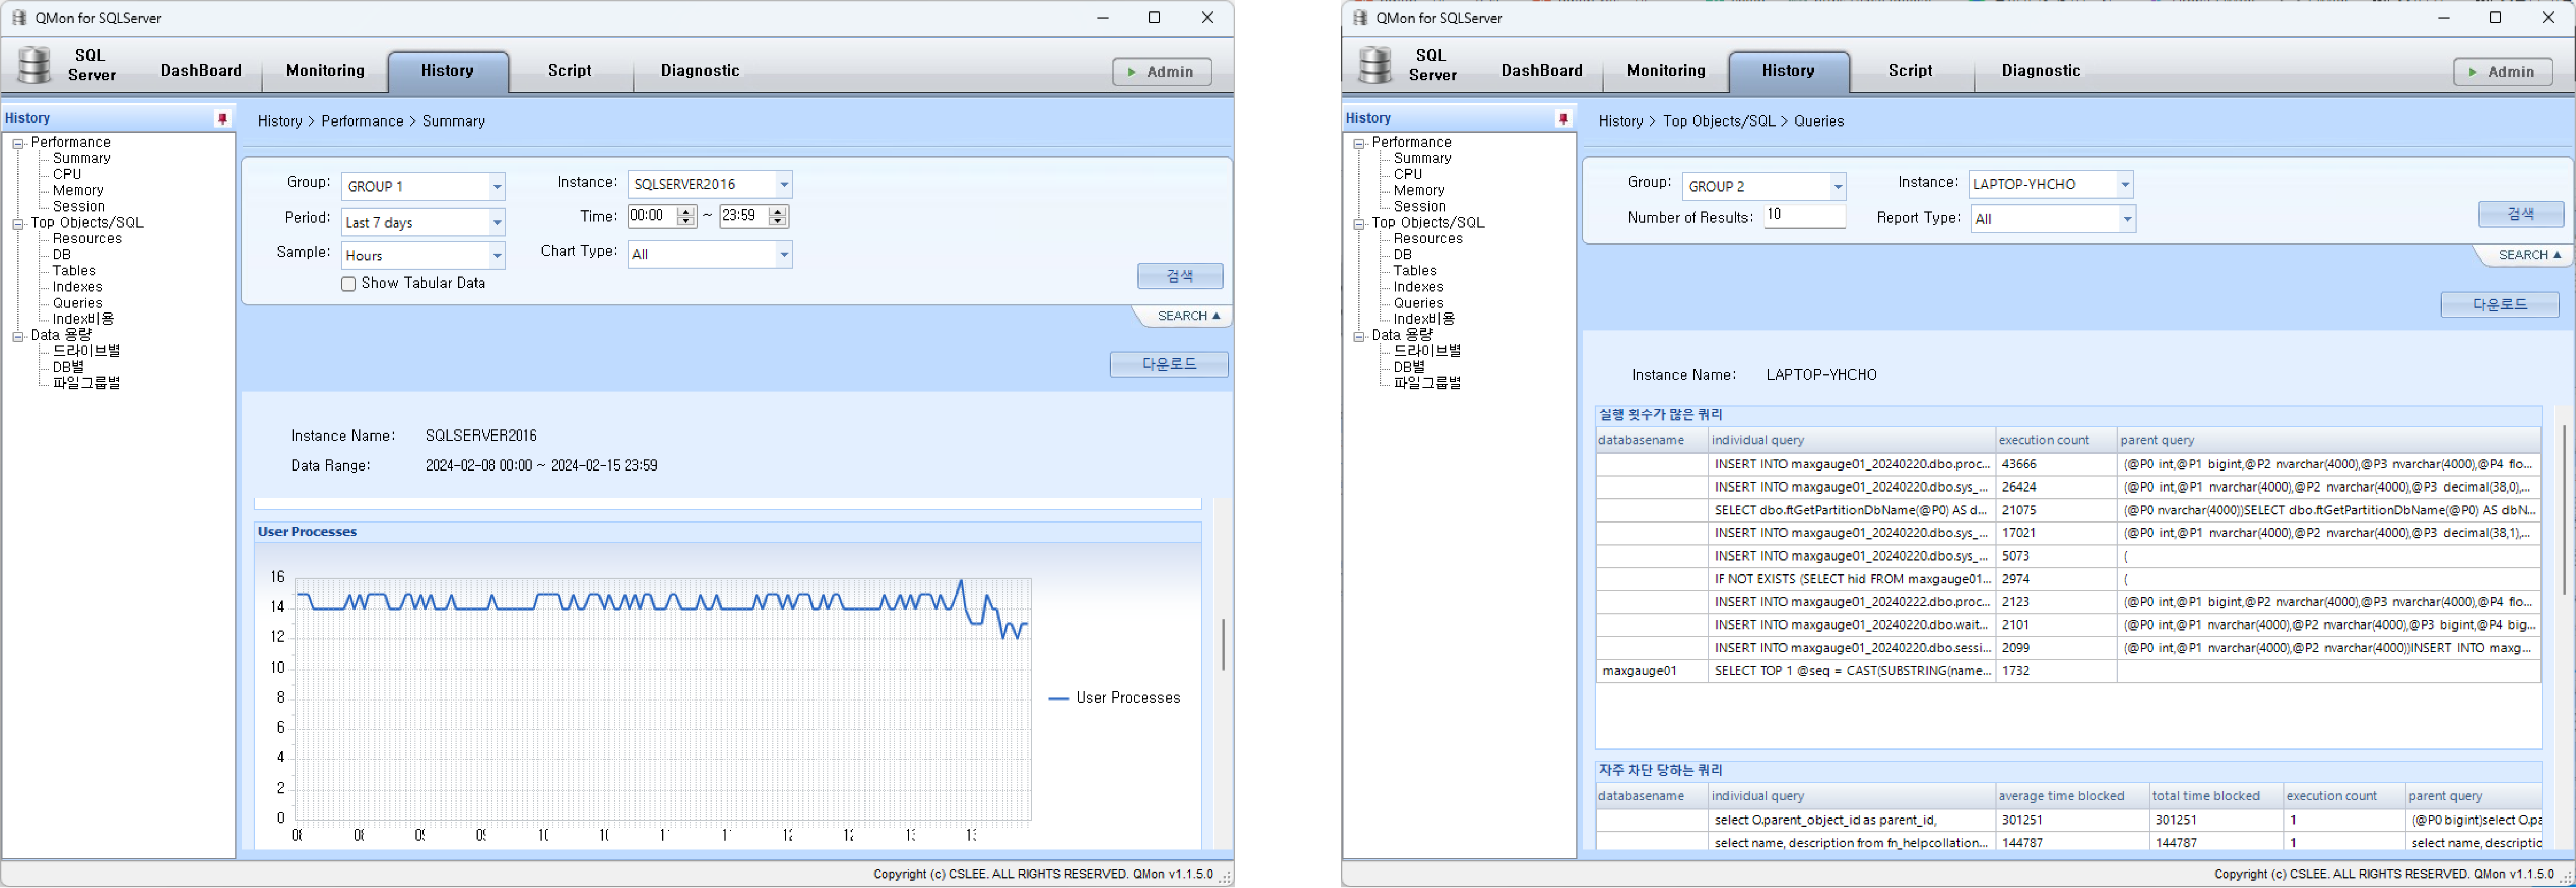 QMon for SQLServer
SQL Server
DashBoard
Monitoring
History
Script
Diagnostic
Admin
History
Performance
Summary
CPU
Memory
Session
Top Objects/SQL
Resources
DB
Tables
Indexes
Queries
Index비용
Data 용량
드라이브별
DB별
파일그룹별
History > Performance > Summary
Group: GROUP 1
Instance: SQLSERVER2016
Period: Last 7 days
Time: 00:00 ~ 23:59
Sample: Hours
Chart Type: All
Show Tabular Data
검색
SEARCH ▲
다운로드
Instance Name: SQLSERVER2016
Data Range: 2024-02-08 00:00 ~ 2024-02-15 23:59
User Processes
16
14
12
10
8
6
4
2
0
User Processes
Copyright (c) CSLEE. ALL RIGHTS RESERVED. QMon v1.1.5.0
QMon for SQLServer
SQL Server
DashBoard
Monitoring
History
Script
Diagnostic
Admin
History
Performance
Summary
CPU
Memory
Session
Top Objects/SQL
Resources
DB
Tables
Indexes
Queries
Index비용
Data 용량
드라이브별
DB별
파일그룹별
History > Top Objects/SQL > Queries
Group: GROUP 2
Instance: LAPTOP-YHCHO
Number of Results: 10
Report Type: All
검색
SEARCH ▲
다운로드
Instance Name: LAPTOP-YHCHO
실행 횟수가 많은 쿼리
databasename individual query execution count parent query
INSERT INTO maxgauge01_20240220.dbo.proc... 43666 (@P0 int,@P1 bigint,@P2 nvarchar(4000),@P3 nvarchar(4000),@P4 flo...
INSERT INTO maxgauge01_20240220.dbo.sys_... 26424 (@P0 int,@P1 nvarchar(4000),@P2 nvarchar(4000),@P3 decimal(38,0),...
SELECT dbo.ftGetPartitionDbName(@P0) AS d... 21075 (@P0 nvarchar(4000))SELECT dbo.ftGetPartitionDbName(@P0) AS dbN...
INSERT INTO maxgauge01_20240220.dbo.sys_... 17021 (@P0 int,@P1 nvarchar(4000),@P2 nvarchar(4000),@P3 decimal(38,1),...
INSERT INTO maxgauge01_20240220.dbo.sys_... 5073 (
IF NOT EXISTS (SELECT hid FROM maxgauge01... 2974 (
INSERT INTO maxgauge01_20240222.dbo.proc... 2123 (@P0 int,@P1 bigint,@P2 nvarchar(4000),@P3 nvarchar(4000),@P4 flo...
INSERT INTO maxgauge01_20240220.dbo.wait... 2101 (@P0 int,@P1 nvarchar(4000),@P2 nvarchar(4000),@P3 bigint,@P4 big...
INSERT INTO maxgauge01_20240220.dbo.sessi... 2099 (@P0 int,@P1 nvarchar(4000),@P2 nvarchar(4000))INSERT INTO maxg...
maxgauge01 SELECT TOP 1 @seq = CAST(SUBSTRING(name... 1732
자주 차단 당하는 쿼리
databasename individual query average time blocked total time blocked execution count parent query
select O.parent_object_id as parent_id, 301251 301251 1 (@P0 bigint)select O.pa
select name, description from fn_helpcollation... 144787 144787 1 select name, descriptio
Copyright (c) CSLEE. ALL RIGHTS RESERVED. QMon v1.1.5.0